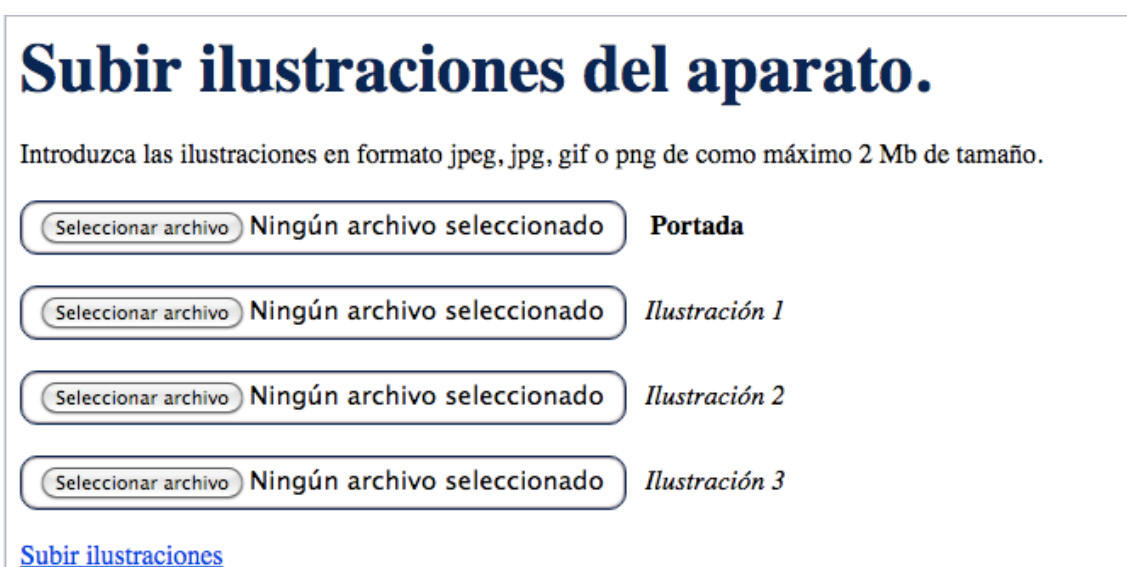 Subir ilustraciones del aparato.
Introduzca las ilustraciones en formato jpeg, jpg, gif o png de como máximo 2 Mb de tamaño.
Seleccionar archivo Ningún archivo seleccionado Portada
Seleccionar archivo Ningún archivo seleccionado Ilustración 1
Seleccionar archivo Ningún archivo seleccionado Ilustración 2
Seleccionar archivo Ningún archivo seleccionado Ilustración 3
Subir ilustraciones